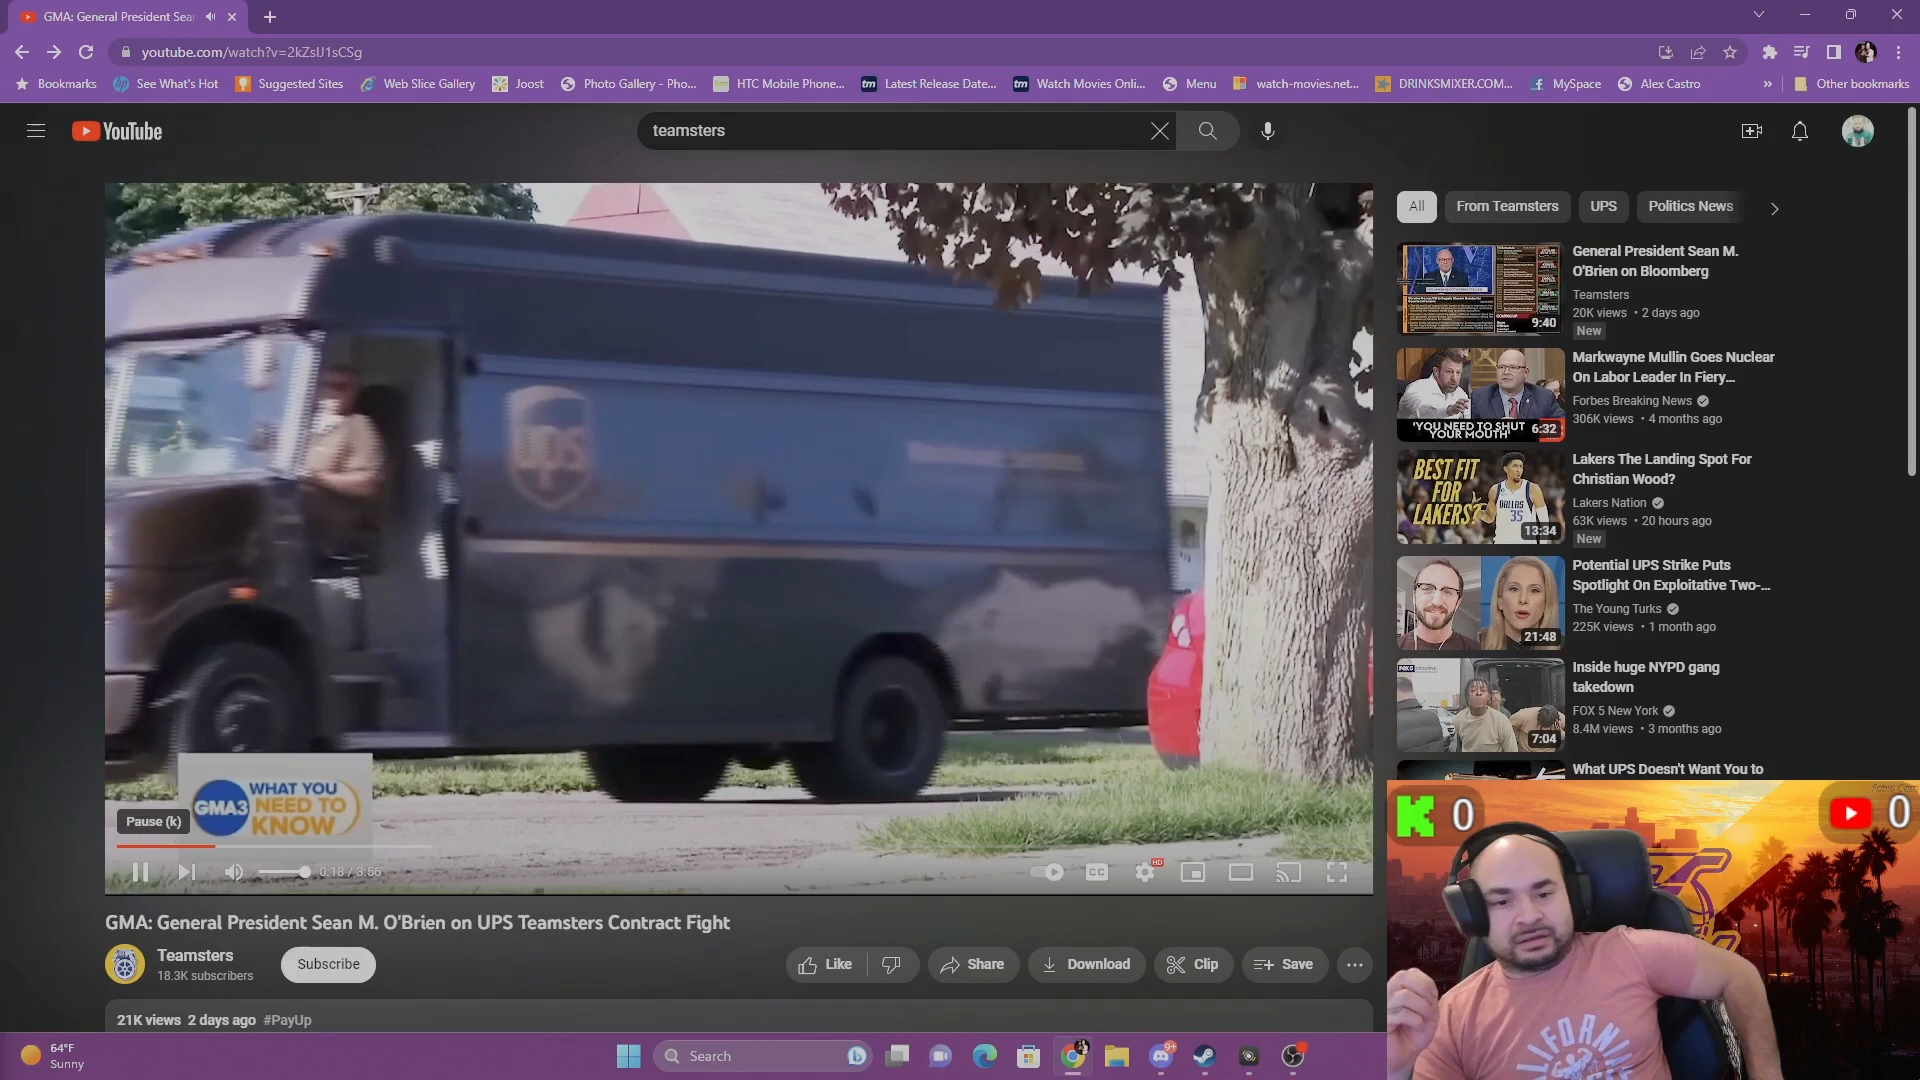 GMA: General President Sean
youtube.com/watch?v=2kZslJ1sCSg
Bookmarks
See What's Hot
Suggested Sites
Web Slice Gallery
Joost
Photo Gallery - Pho...
HTC Mobile Phone...
tm
Latest Release Date...
tm
Watch Movies Onli...
Menu
watch-movies.net...
DRINKSMIXER.COM...
MySpace
Alex Castro
»
Other bookmarks
YouTube
teamsters
All
From Teamsters
UPS
Politics News
General President Sean M.
O'Brien on Bloomberg
Teamsters
20K views • 2 days ago
New
9:40
Markwayne Mullin Goes Nuclear
On Labor Leader In Fiery...
Forbes Breaking News
306K views • 4 months ago
'YOU NEED TO SHUT
YOUR MOUTH'
6:32
Lakers The Landing Spot For
Christian Wood?
Lakers Nation
63K views • 20 hours ago
New
BEST FIT
FOR
LAKERS?
DALLAS
35
13:34
Potential UPS Strike Puts
Spotlight On Exploitative Two-...
The Young Turks
225K views • 1 month ago
21:48
Inside huge NYPD gang
takedown
FOX 5 New York
8.4M views • 3 months ago
7:04
What UPS Doesn't Want You to
UPS
GMA3
WHAT YOU
NEED TO
KNOW
Pause (k)
0:18 / 3:56
CC
HD
GMA: General President Sean M. O'Brien on UPS Teamsters Contract Fight
Teamsters
18.3K subscribers
Subscribe
Like
Share
Download
Clip
Save
21K views 2 days ago #PayUp
K 0
0
64°F
Sunny
Search
9+